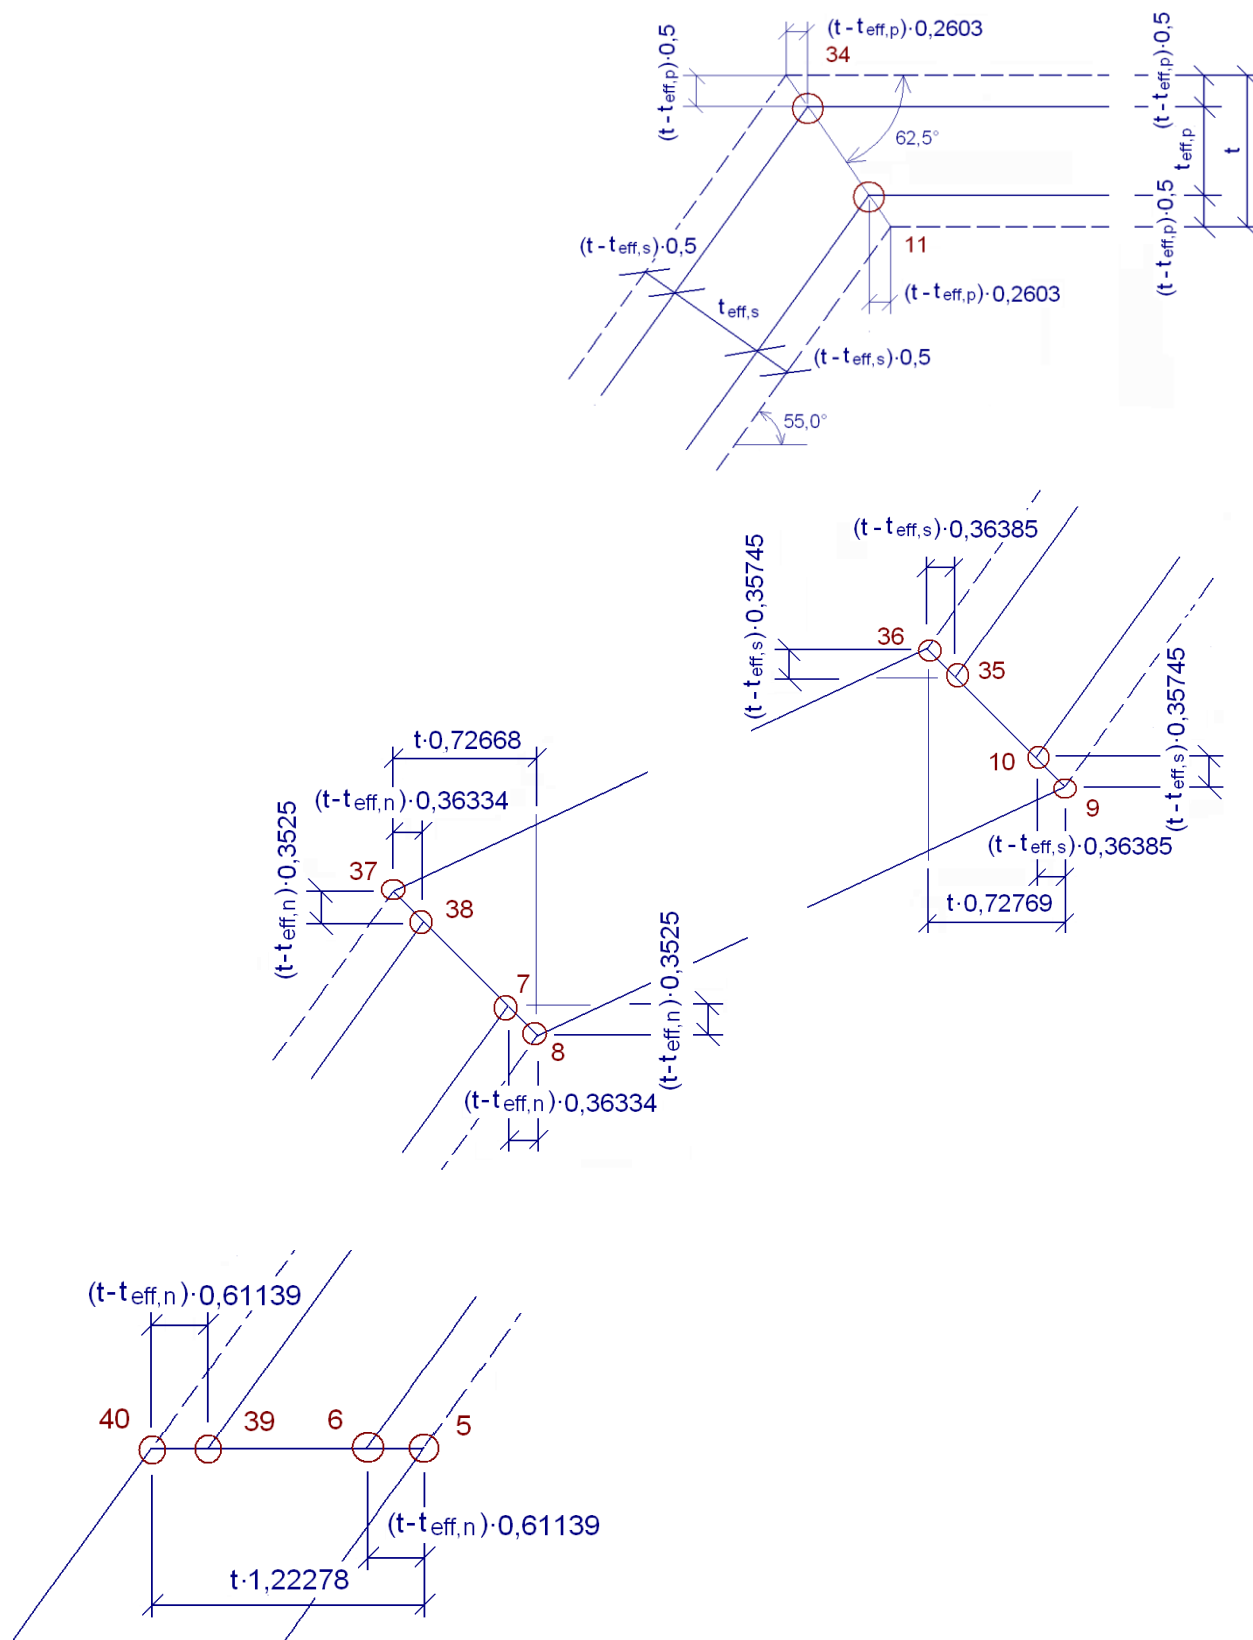 (t-teff,p)·0,2603
34
(t-teff,p)·0,5
(t-teff,p)·0,5
62,5°
teff,p
t
(t-teff,p)·0,5
11
(t-teff,s)·0,5
teff,s
(t-teff,p)·0,2603
(t-teff,s)·0,5
55,0°
(t-teff,s)·0,36385
(t-teff,s)·0,35745
36
35
(t-teff,s)·0,35745
10
9
(t-teff,s)·0,36385
t·0,72769
t·0,72668
(t-teff,n)·0,36334
(t-teff,n)·0,3525
37
38
7
8
(t-teff,n)·0,3525
(t-teff,n)·0,36334
(t-teff,n)·0,61139
40
39
6
5
(t-teff,n)·0,61139
t·1,22278